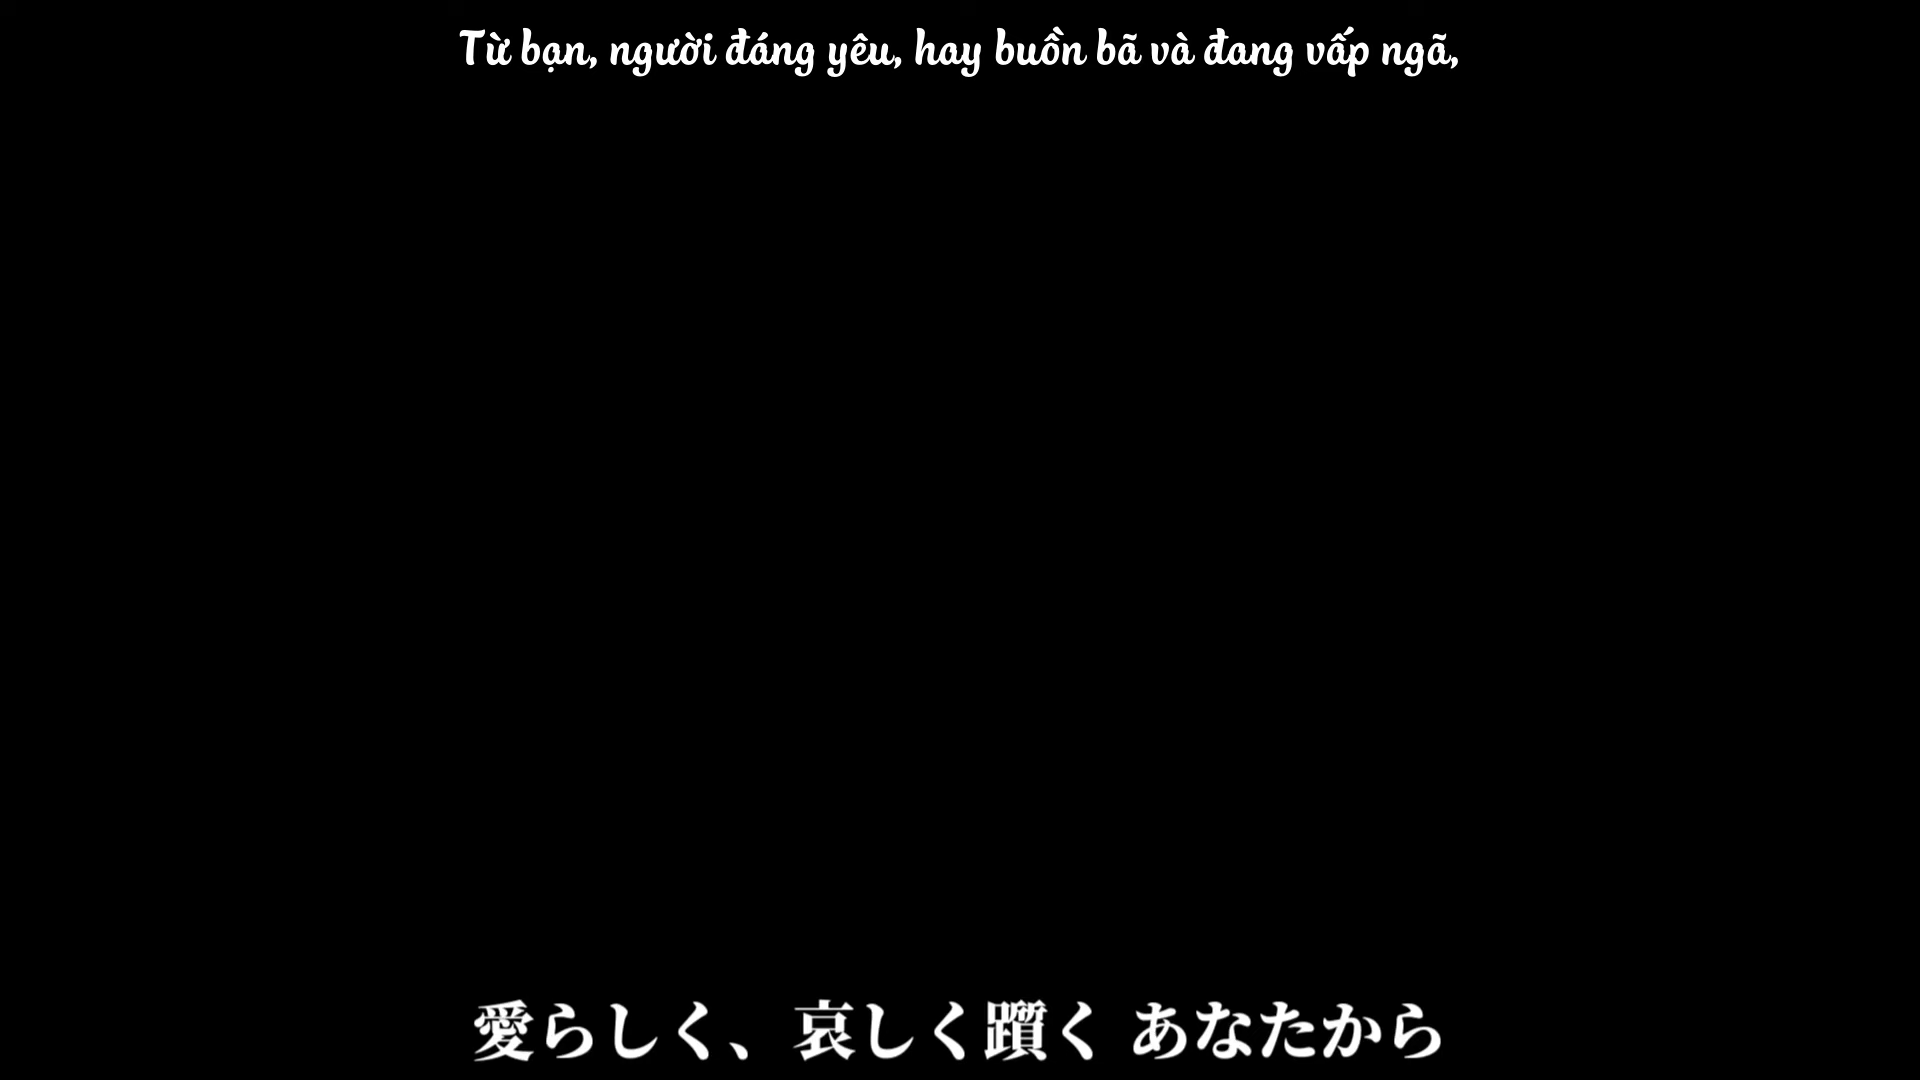 Từ bạn, người đáng yêu, hay buồn bã và đang vấp ngã,
愛らしく、哀しく躓く あなたから